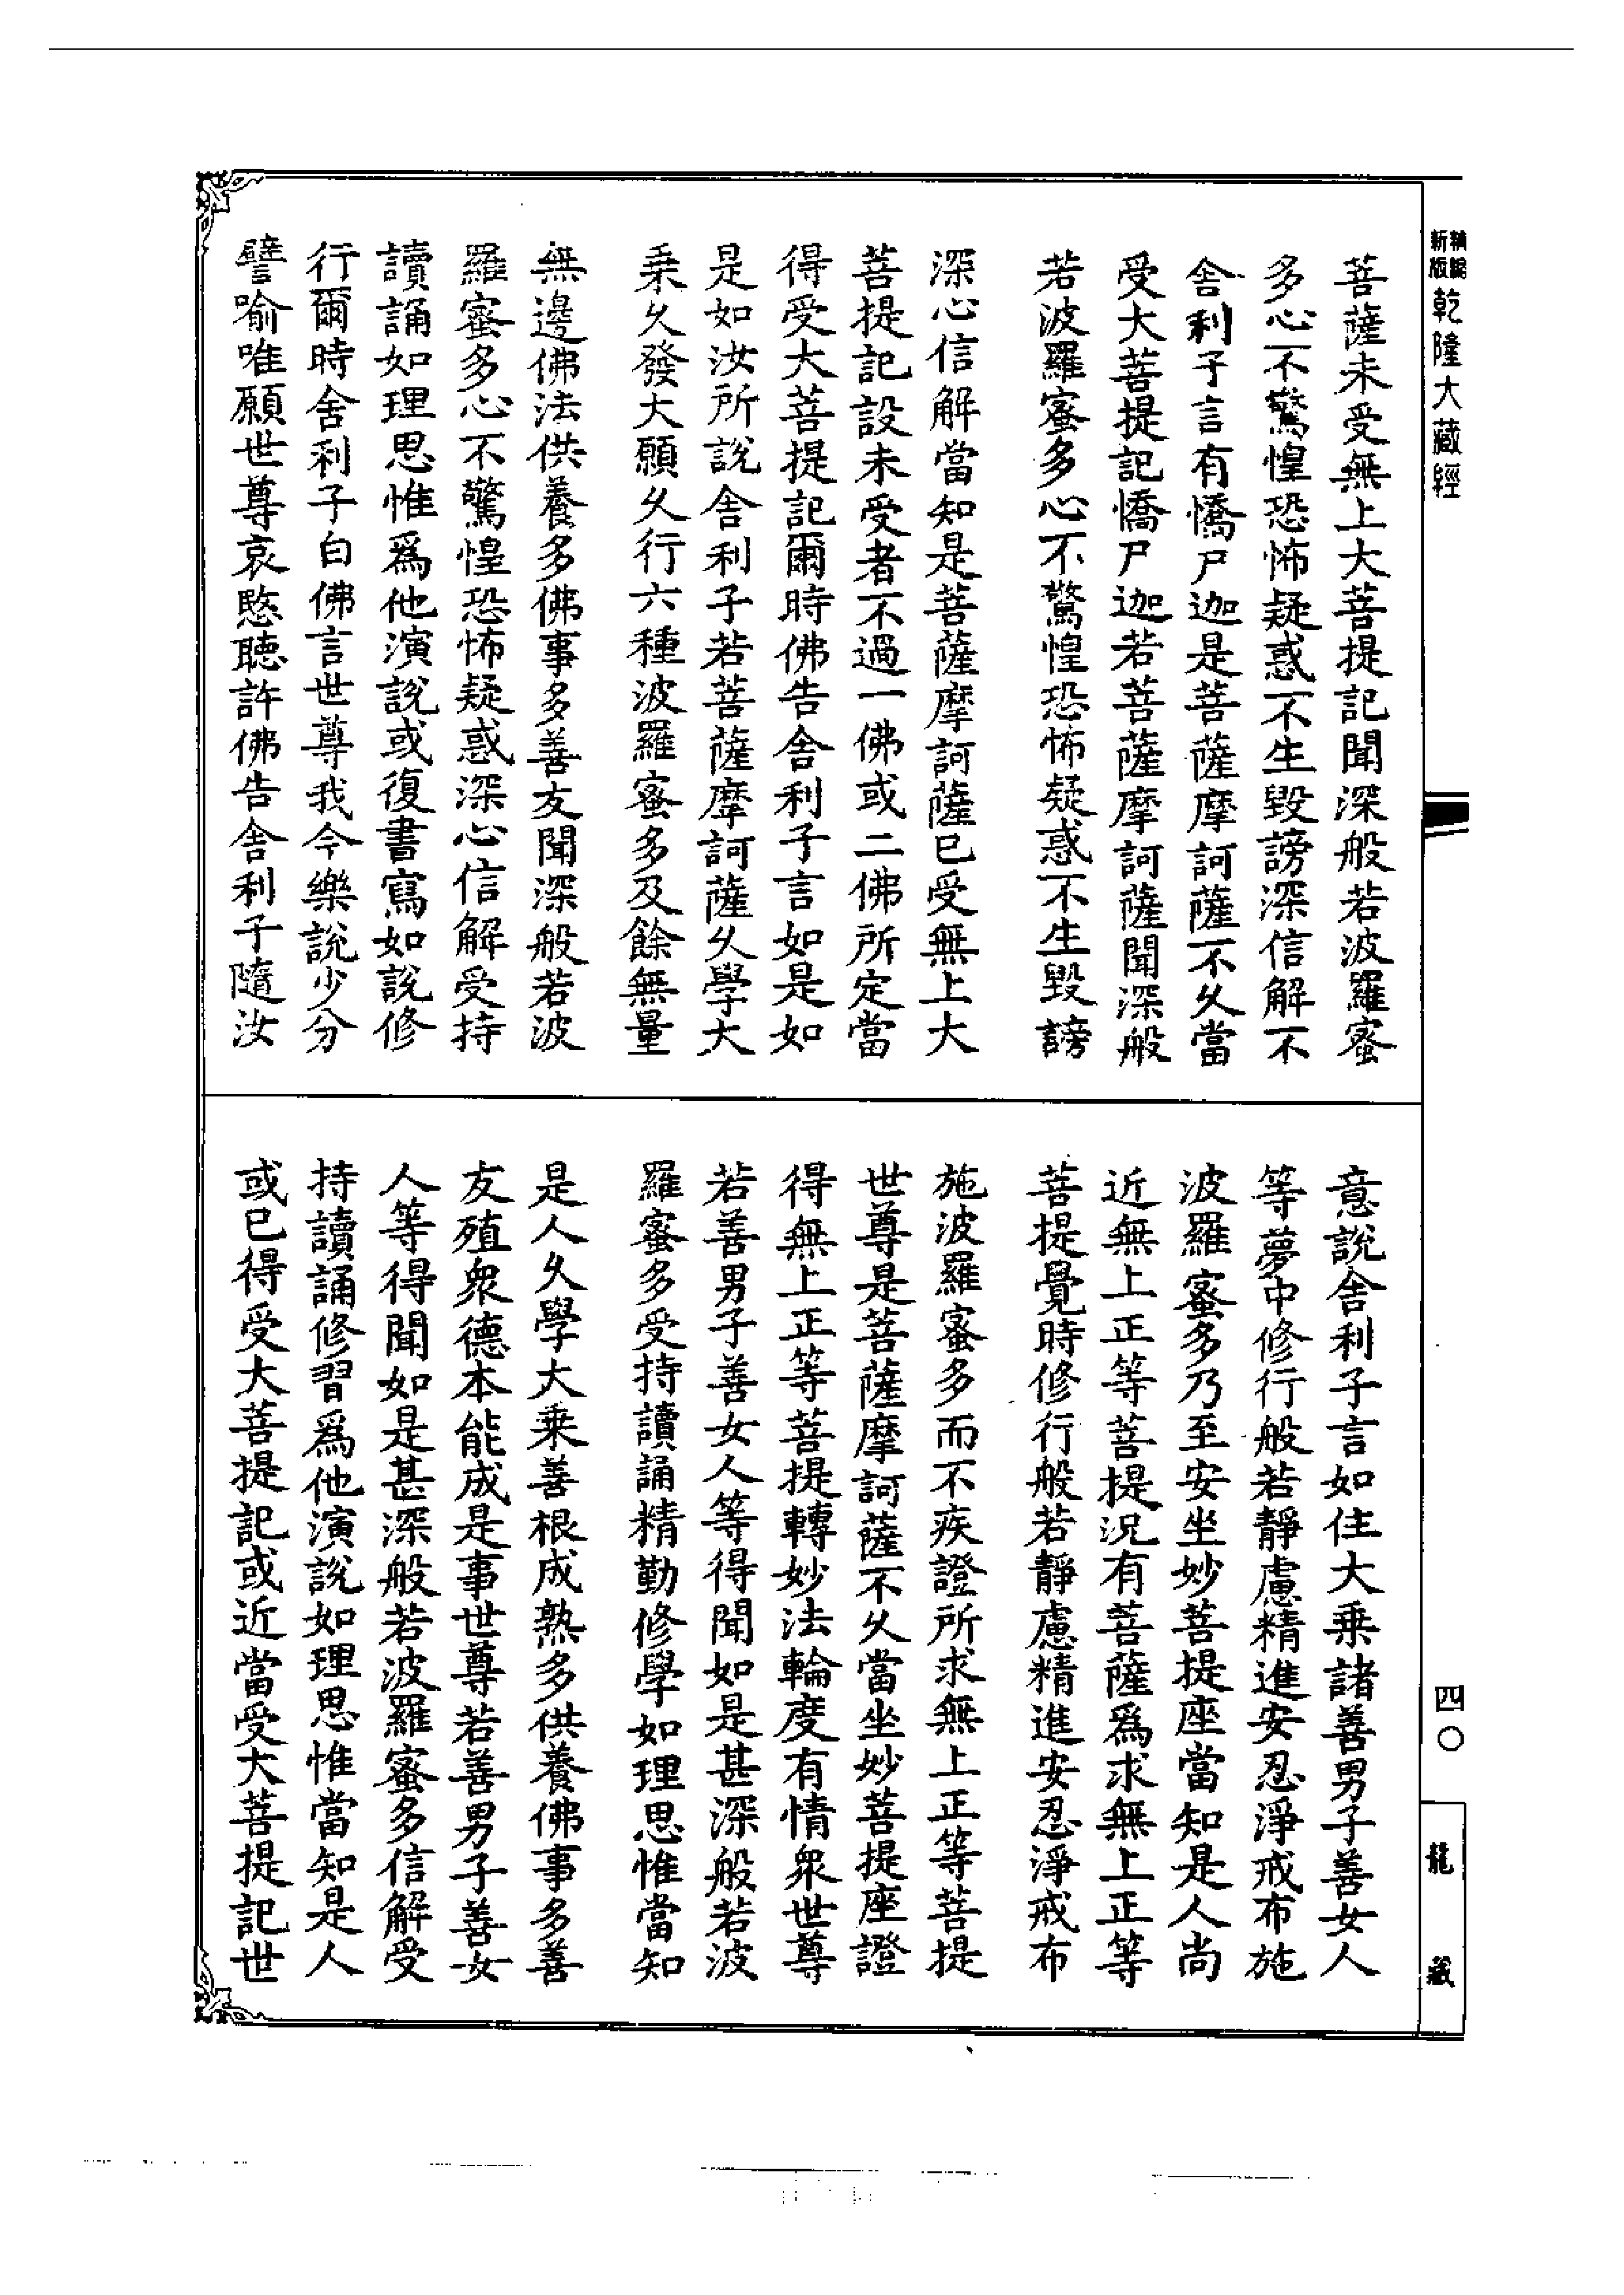 新編
新版
乾隆大藏經
菩薩未受無上大菩提記聞深般若波羅蜜
多心不驚惶恐怖疑惑不生毀謗深信解不
舍利子言有憍尸迦是菩薩摩訶薩不久當
受大菩提記憍尸迦若菩薩摩訶薩聞深般
若波羅蜜多心不驚惶恐怖疑惑不生毀謗
深心信解當知是菩薩摩訶薩已受無上大
菩提記設未受者不過一佛或二佛所定當
得受大菩提記爾時佛告舍利子言如是如
是如汝所說舍利子若菩薩摩訶薩久學大
乘久發大願久行六種波羅蜜多及餘無量
無邊佛法供養多佛事多善友聞深般若波
羅蜜多心不驚惶恐怖疑惑深心信解受持
讀誦如理思惟爲他演說或復書寫如說修
行爾時舍利子白佛言世尊我今樂說少分
譬喻唯願世尊哀愍聽許佛告舍利子隨汝
意說舍利子言如住大乘諸善男子善女人
等夢中修行般若靜慮精進安忍淨戒布施
波羅蜜多乃至安坐妙菩提座當知是人尚
近無上正等菩提況有菩薩爲求無上正等
菩提覺時修行般若靜慮精進安忍淨戒布
施波羅蜜多而不疾證所求無上正等菩提
世尊是菩薩摩訶薩不久當坐妙菩提座證
得無上正等菩提轉妙法輪度有情眾世尊
若善男子善女人等得聞如是甚深般若波
羅蜜多受持讀誦精勤修學如理思惟當知
是人久學大乘善根成熟多供養佛事多善
友殖眾德本能成是事世尊若善男子善女
人等得聞如是甚深般若波羅蜜多信解受
持讀誦修習爲他演說如理思惟當知是人
或已得受大菩提記或近當受大菩提記世
四〇
龍藏